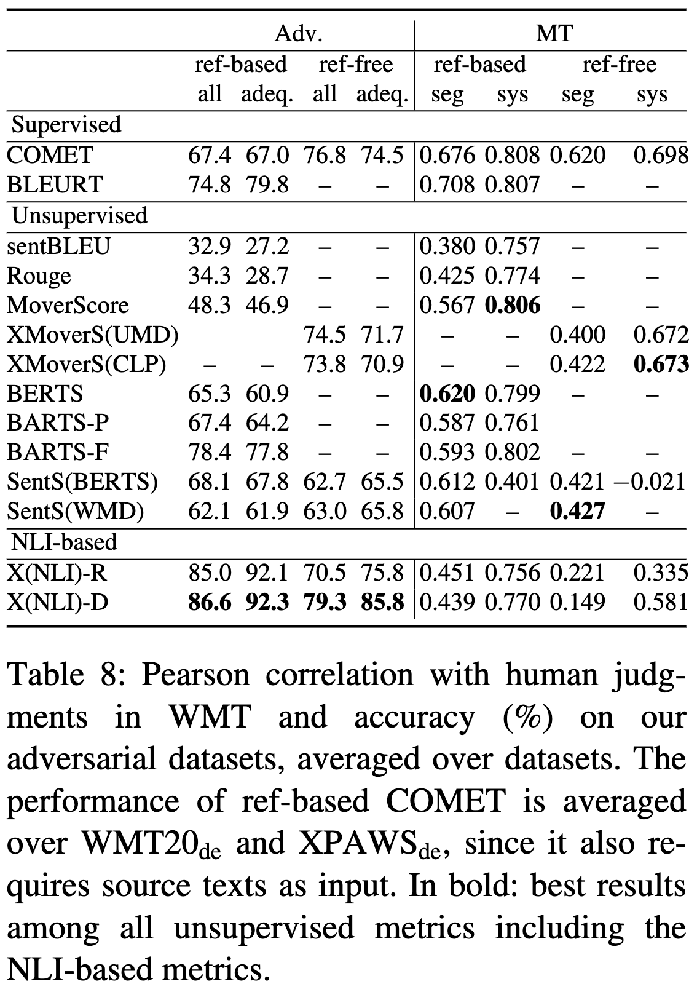 Adv. MT
ref-based ref-free ref-based ref-free
all adeq. all adeq. seg sys seg sys
Supervised
COMET 67.4 67.0 76.8 74.5 0.676 0.808 0.620 0.698
BLEURT 74.8 79.8 – – 0.708 0.807 – –
Unsupervised
sentBLEU 32.9 27.2 – – 0.380 0.757 – –
Rouge 34.3 28.7 – – 0.425 0.774 – –
MoverScore 48.3 46.9 – – 0.567 0.806 – –
XMoverS(UMD) 74.5 71.7 – – 0.400 0.672
XMoverS(CLP) – – 73.8 70.9 – – 0.422 0.673
BERTS 65.3 60.9 – – 0.620 0.799 – –
BARTS-P 67.4 64.2 – – 0.587 0.761
BARTS-F 78.4 77.8 – – 0.593 0.802 – –
SentS(BERTS) 68.1 67.8 62.7 65.5 0.612 0.401 0.421 −0.021
SentS(WMD) 62.1 61.9 63.0 65.8 0.607 – 0.427 –
NLI-based
X(NLI)-R 85.0 92.1 70.5 75.8 0.451 0.756 0.221 0.335
X(NLI)-D 86.6 92.3 79.3 85.8 0.439 0.770 0.149 0.581
Table 8: Pearson correlation with human judg-
ments in WMT and accuracy (%) on our
adversarial datasets, averaged over datasets. The
performance of ref-based COMET is averaged
over WMT20de and XPAWSde, since it also re-
quires source texts as input. In bold: best results
among all unsupervised metrics including the
NLI-based metrics.